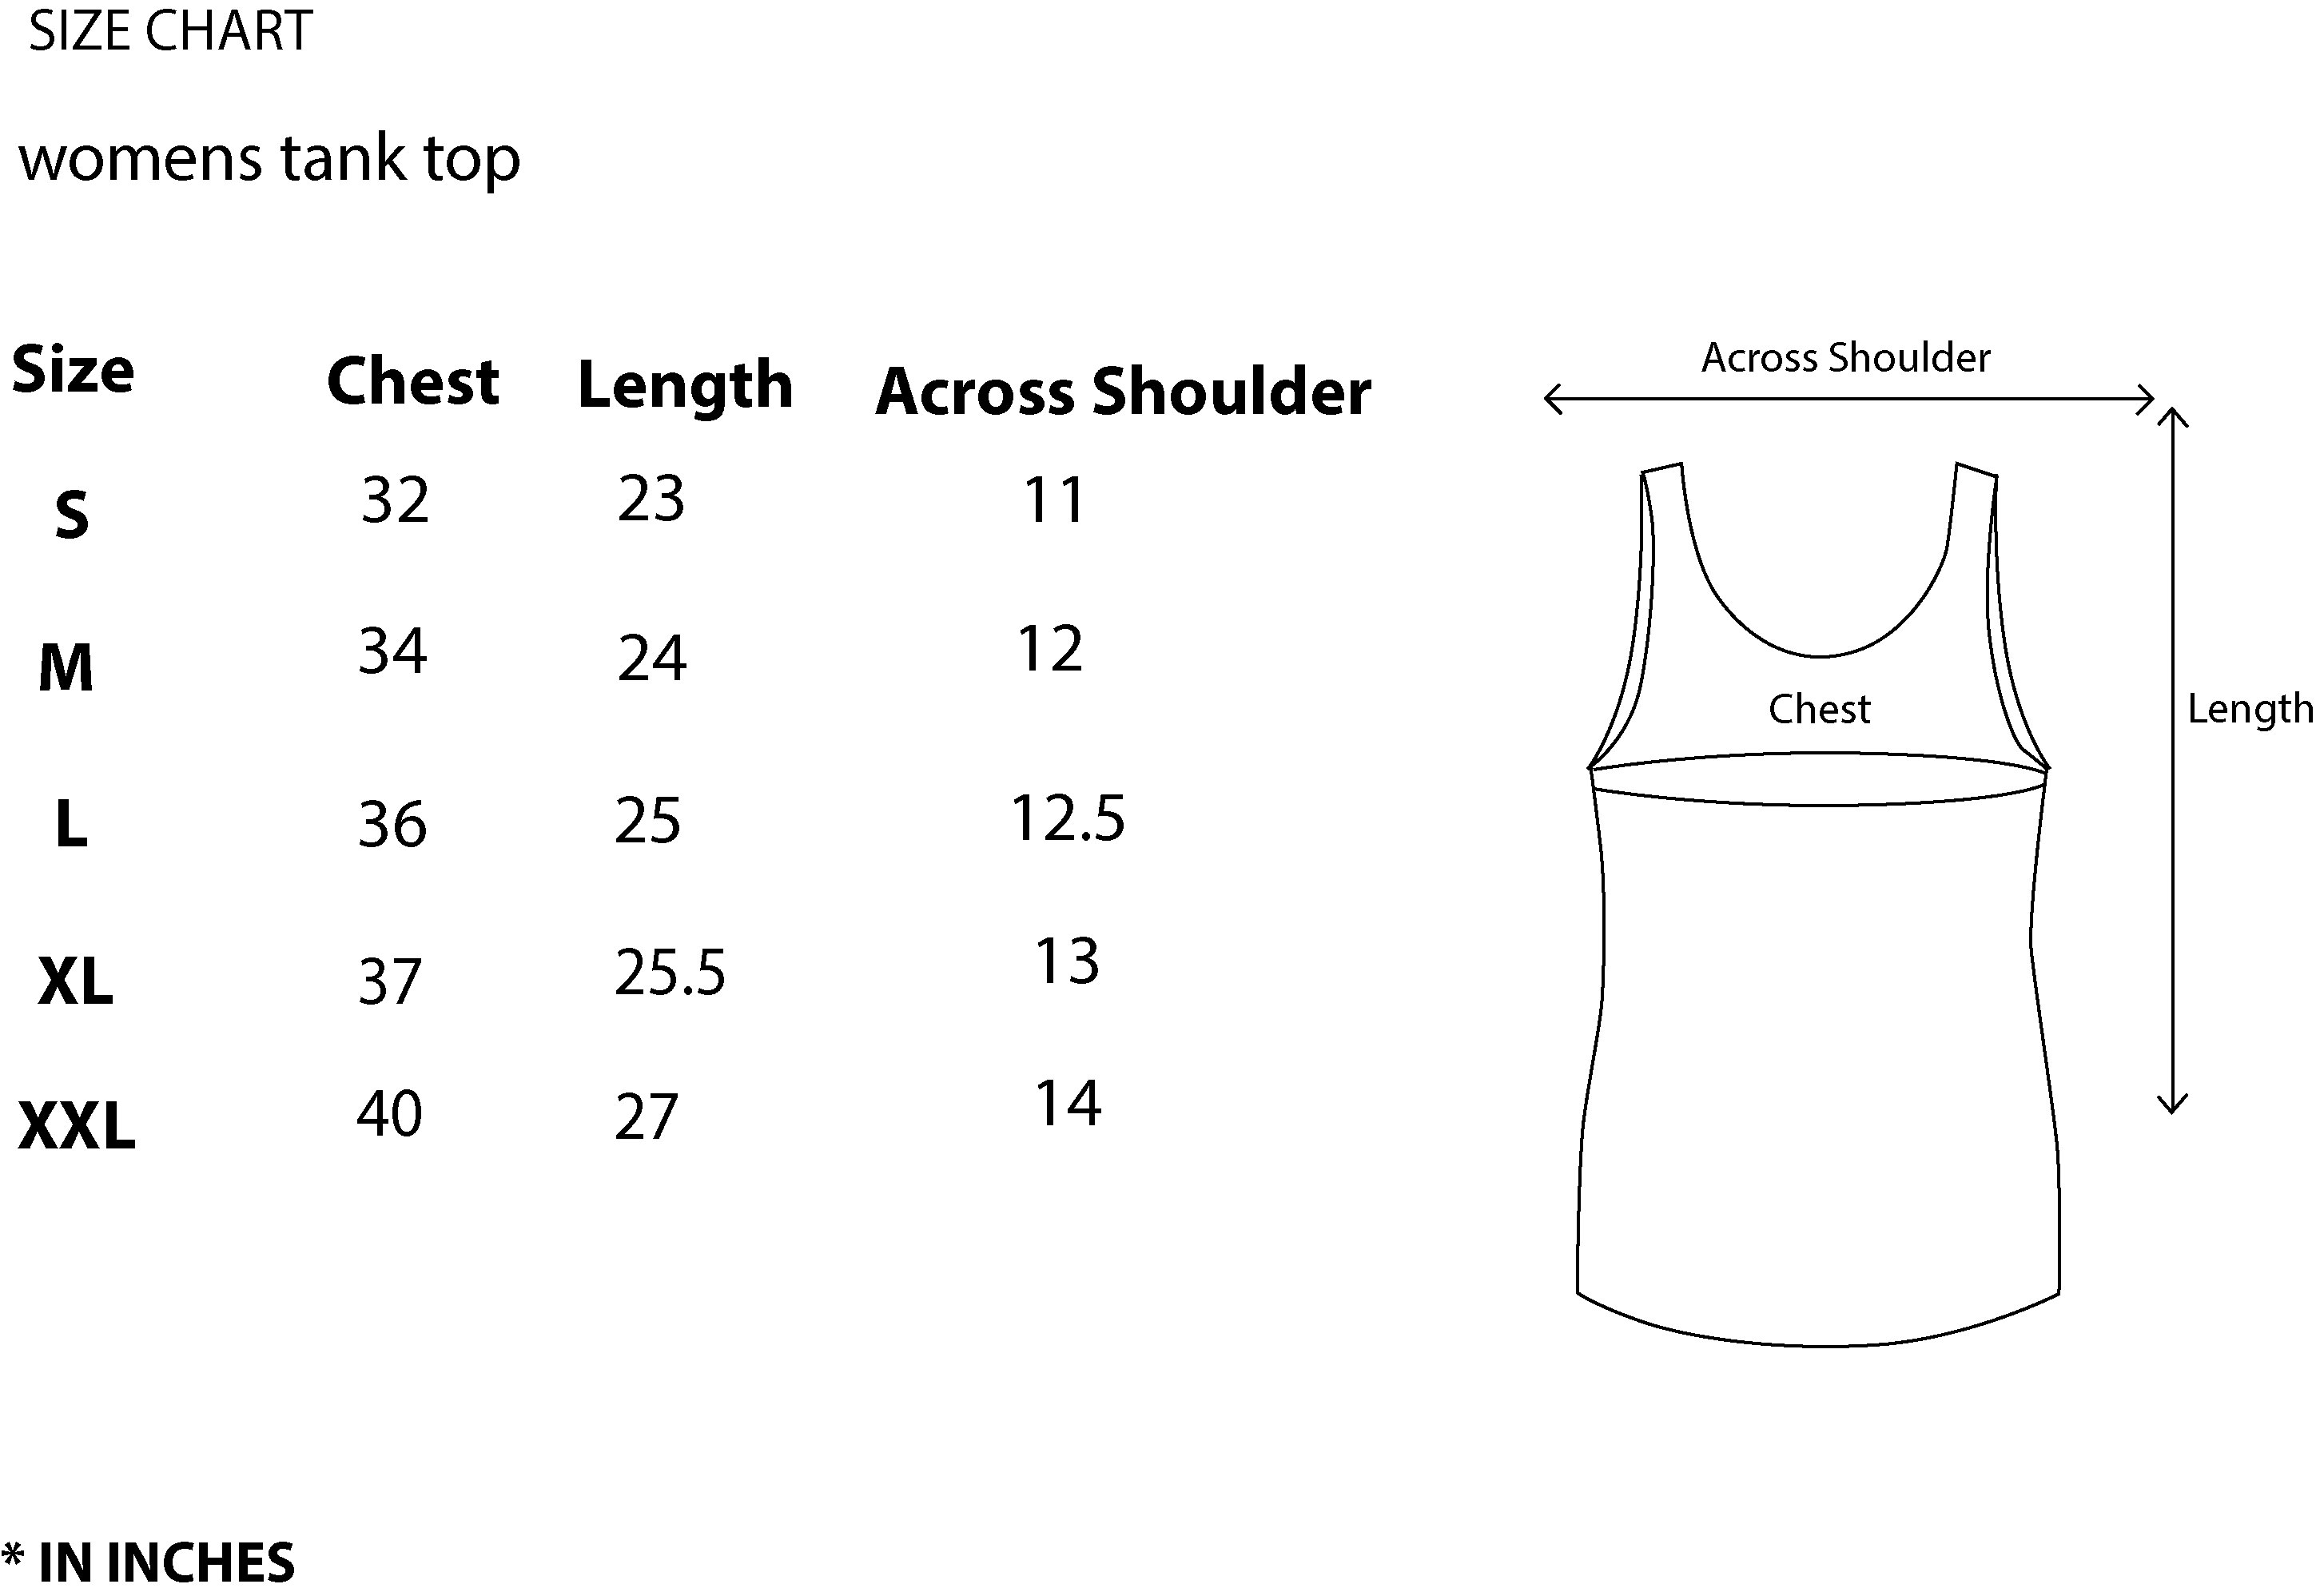 SIZE CHART
womens tank top
Size Chest Length Across Shoulder
S 32 23 11
M 34 24 12
L 36 25 12.5
XL 37 25.5 13
XXL 40 27 14
Across Shoulder
Chest
Length
* IN INCHES